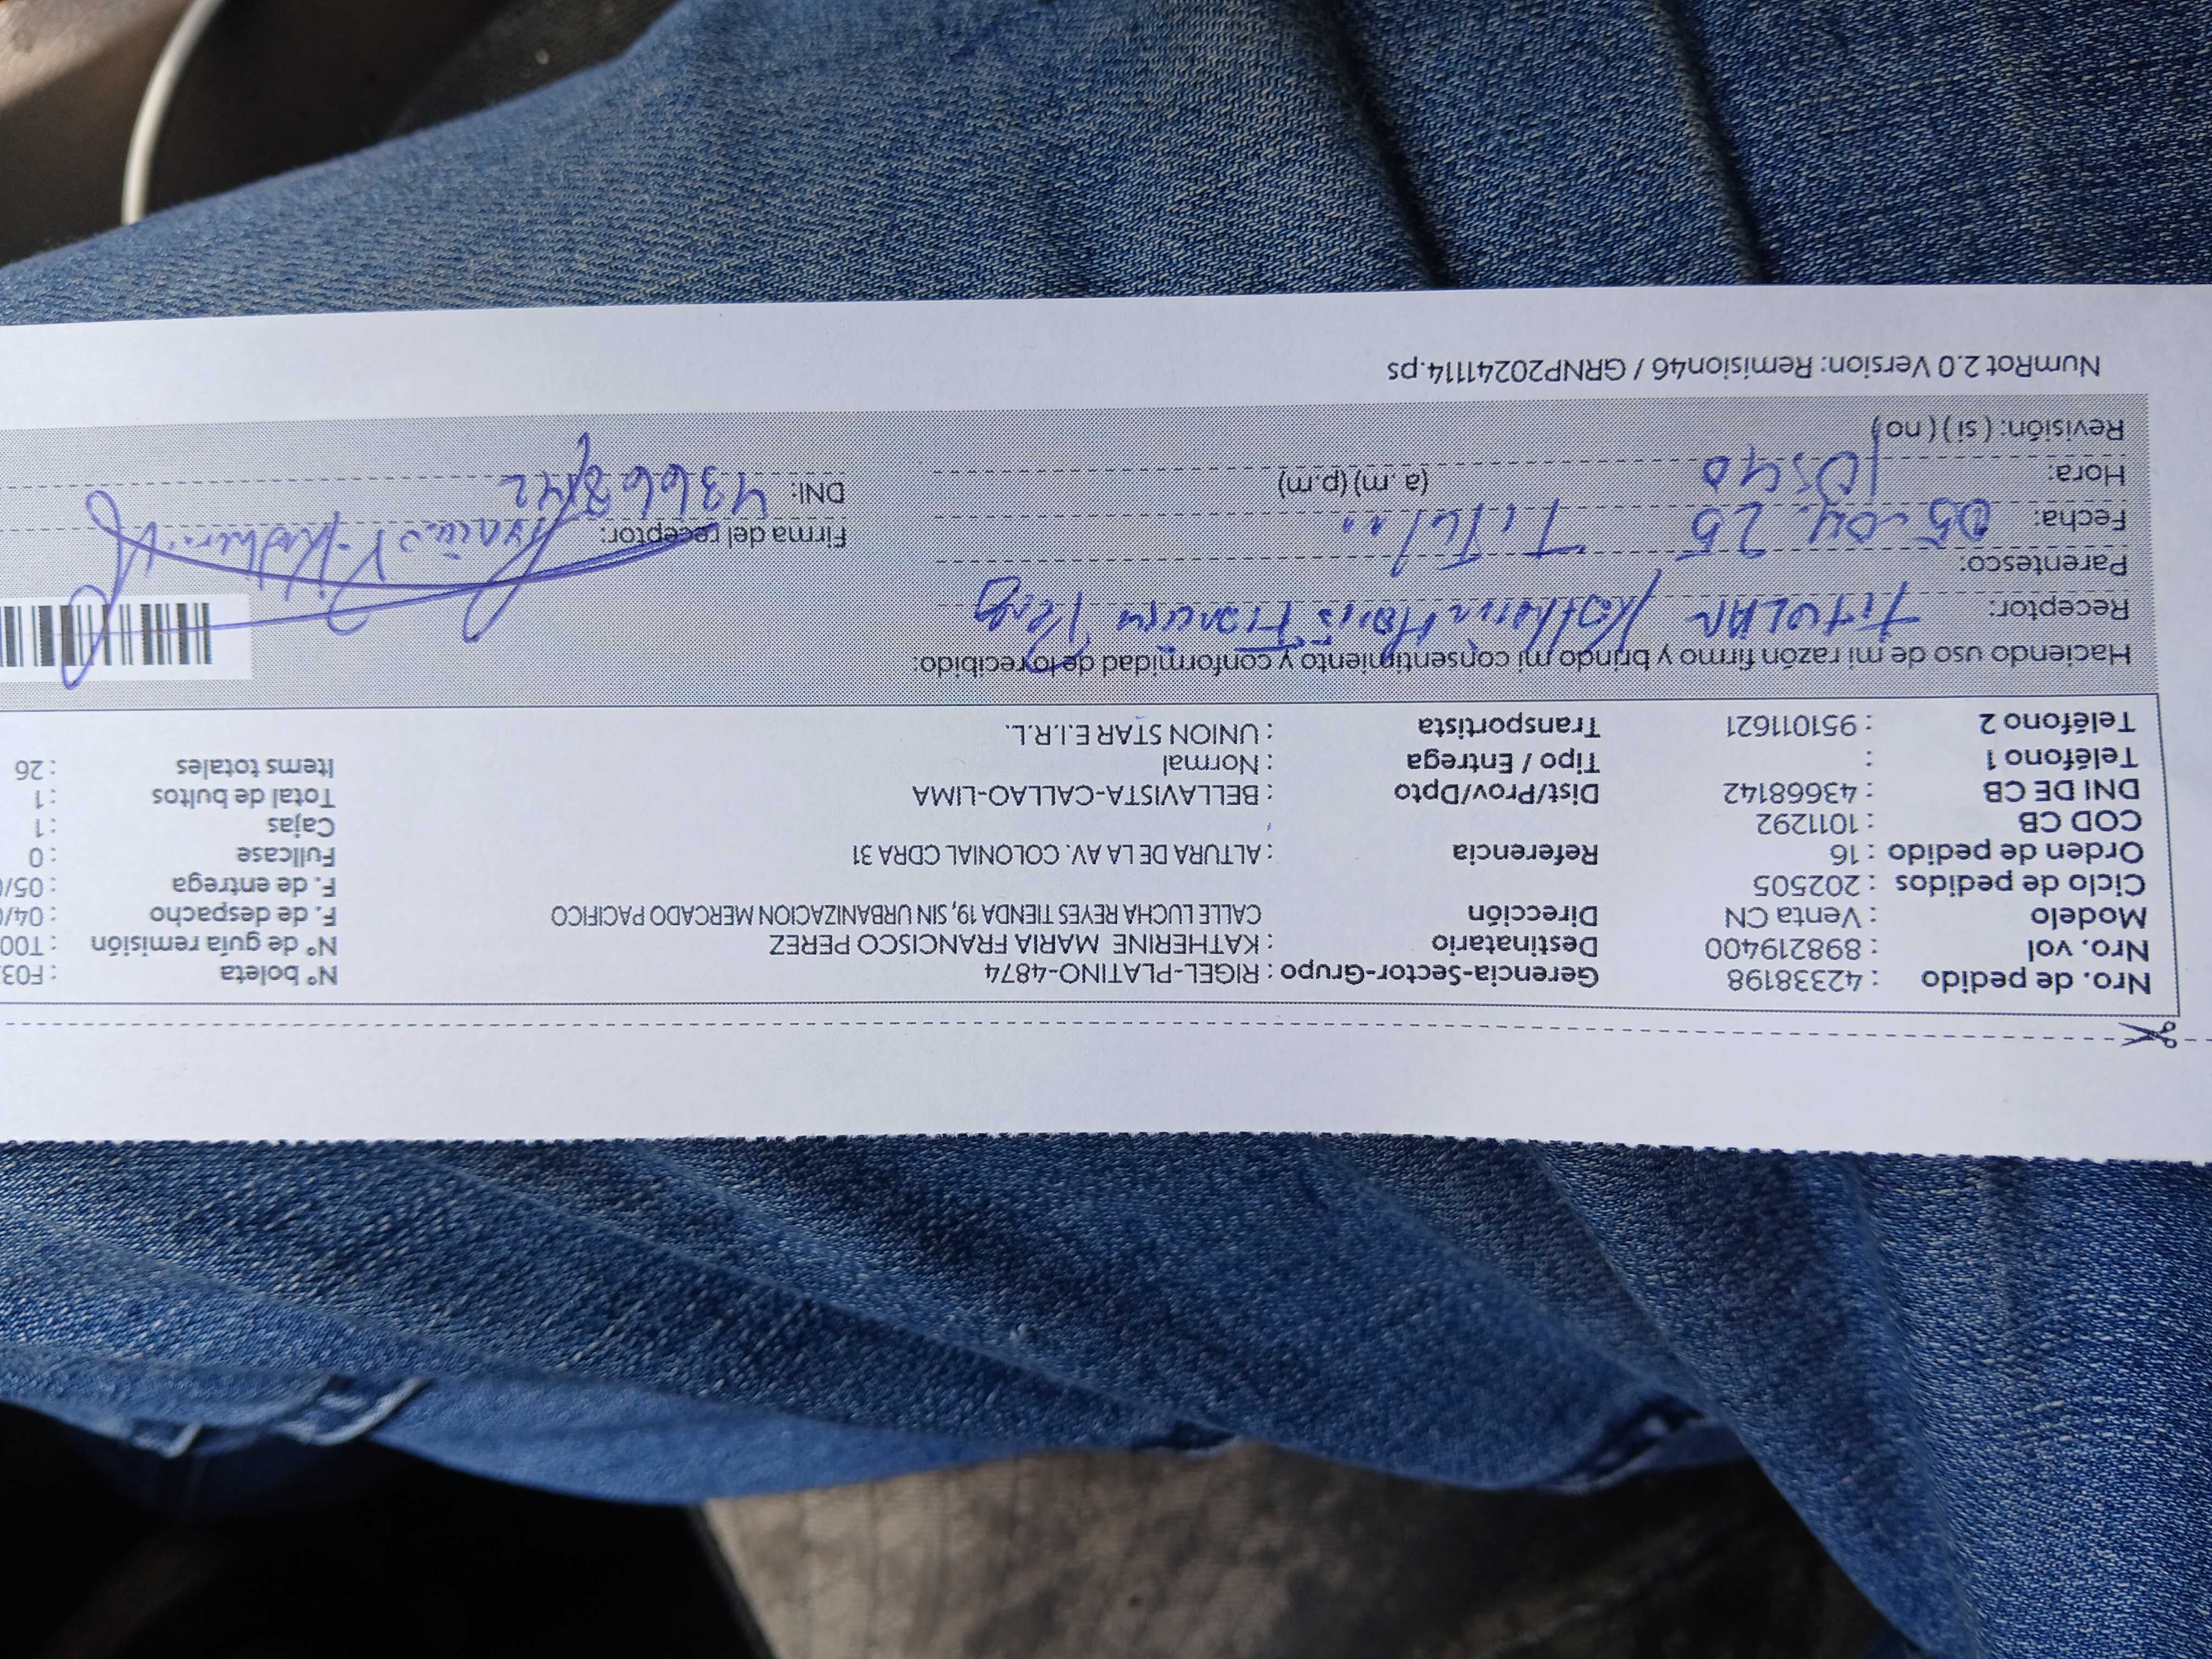 Nro. de pedido : 42338198 Gerencia-Sector-Grupo : RIGEL-PLATINO-4874 N° boleta : F03
Nro. vol : 898219400 Destinatario : KATHERINE MARIA FRANCISCO PEREZ N° de guía remisión : T00
Modelo : Venta CN Dirección CALLE LUCHA REYES TIENDA 19, SIN URBANIZACION MERCADO PACIFICO F. de despacho : 04/
Ciclo de pedidos : 202505 F. de entrega : 05/
Orden de pedido : 16 Referencia : ALTURA DE LA AV. COLONIAL CDRA 31 Fullcase : 0
COD CB : 1011292 Cajas : 1
DNI DE CB : 43668142 Dist/Prov/Dpto : BELLAVISTA-CALLAO-LIMA Total de bultos : 1
Teléfono 1 : Tipo / Entrega : Normal Items totales : 26
Teléfono 2 : 951011621 Transportista : UNION STAR E.I.R.L.
Haciendo uso de mi razón firmo y brindo mi consentimiento y conformidad de lo recibido:
Receptor: TITULAR Katherin Maria Francisco Perez
Parentesco: Titular
Fecha: 05-04-25 Firma del receptor:
Hora: 10:40 (a.m) (p.m) DNI: 43668142
Revisión: ( si ) ( no )
NumRot 2.0 Version: Remision46 / GRNP20241114.ps